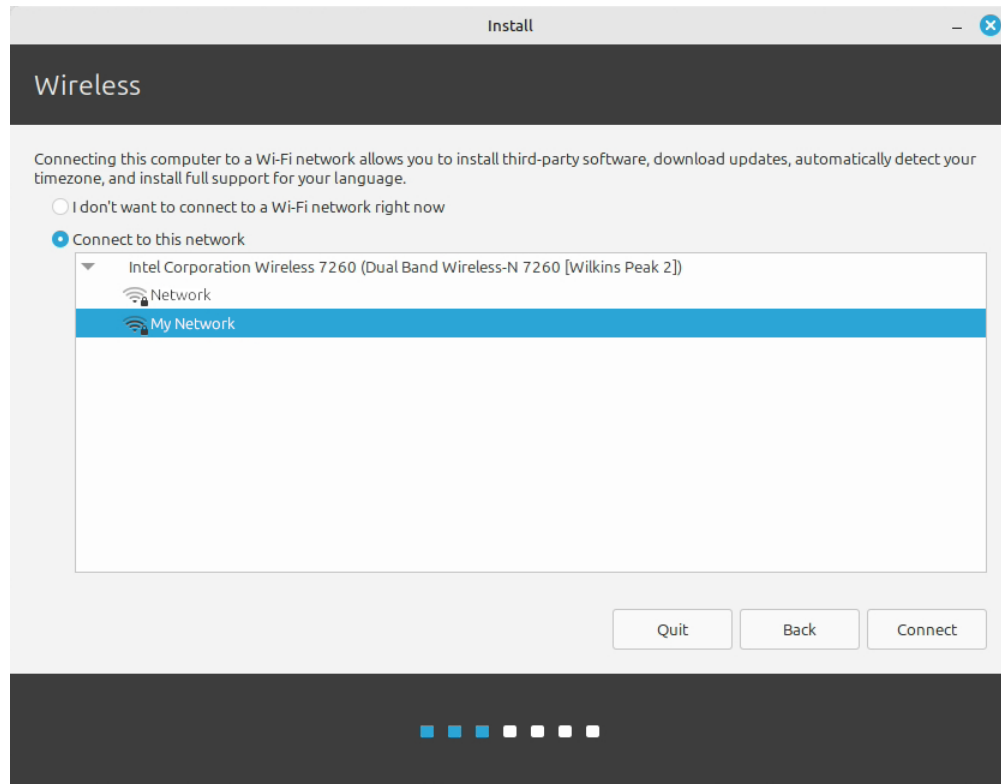 Install
Wireless
Connecting this computer to a Wi-Fi network allows you to install third-party software, download updates, automatically detect your
timezone, and install full support for your language.
I don't want to connect to a Wi-Fi network right now
Connect to this network
Intel Corporation Wireless 7260 (Dual Band Wireless-N 7260 [Wilkins Peak 2])
Network
My Network
Quit Back Connect